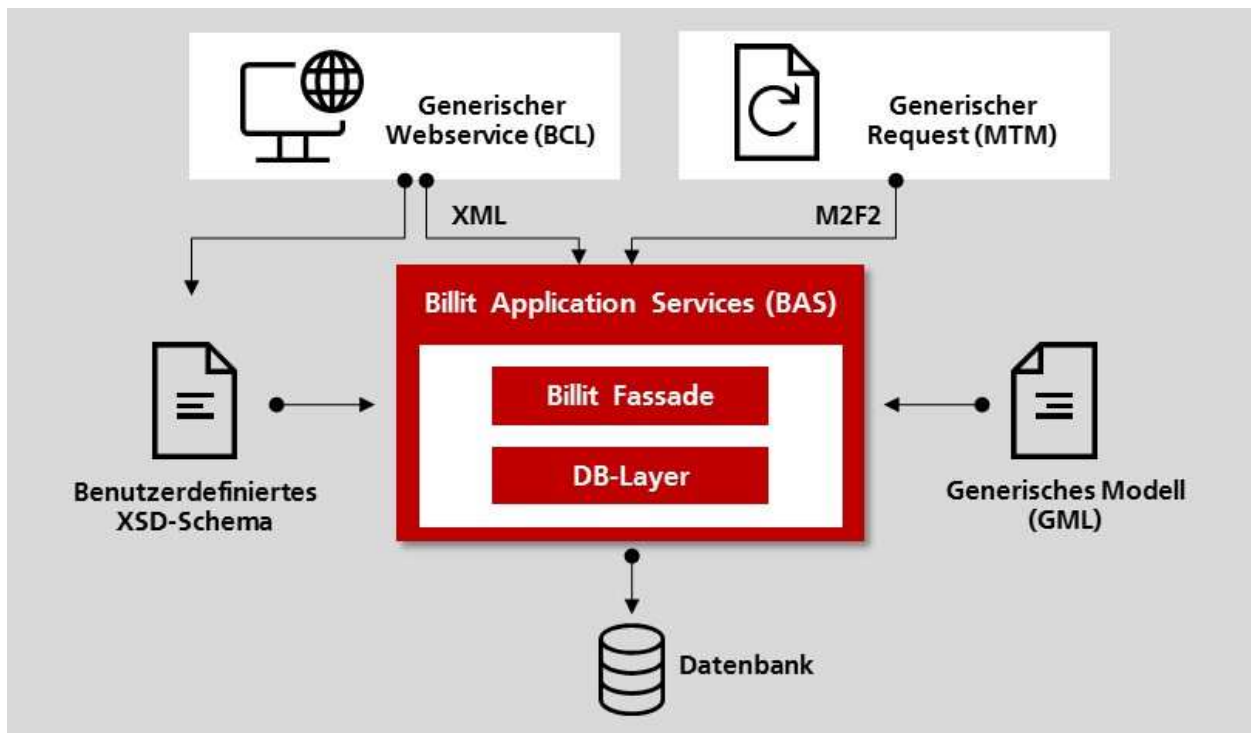 Generischer
Webservice (BCL)
Generischer
Request (MTM)
XML
M2F2
Billit Application Services (BAS)
Billit Fassade
DB-Layer
Benutzerdefiniertes
XSD-Schema
Generisches Modell
(GML)
Datenbank